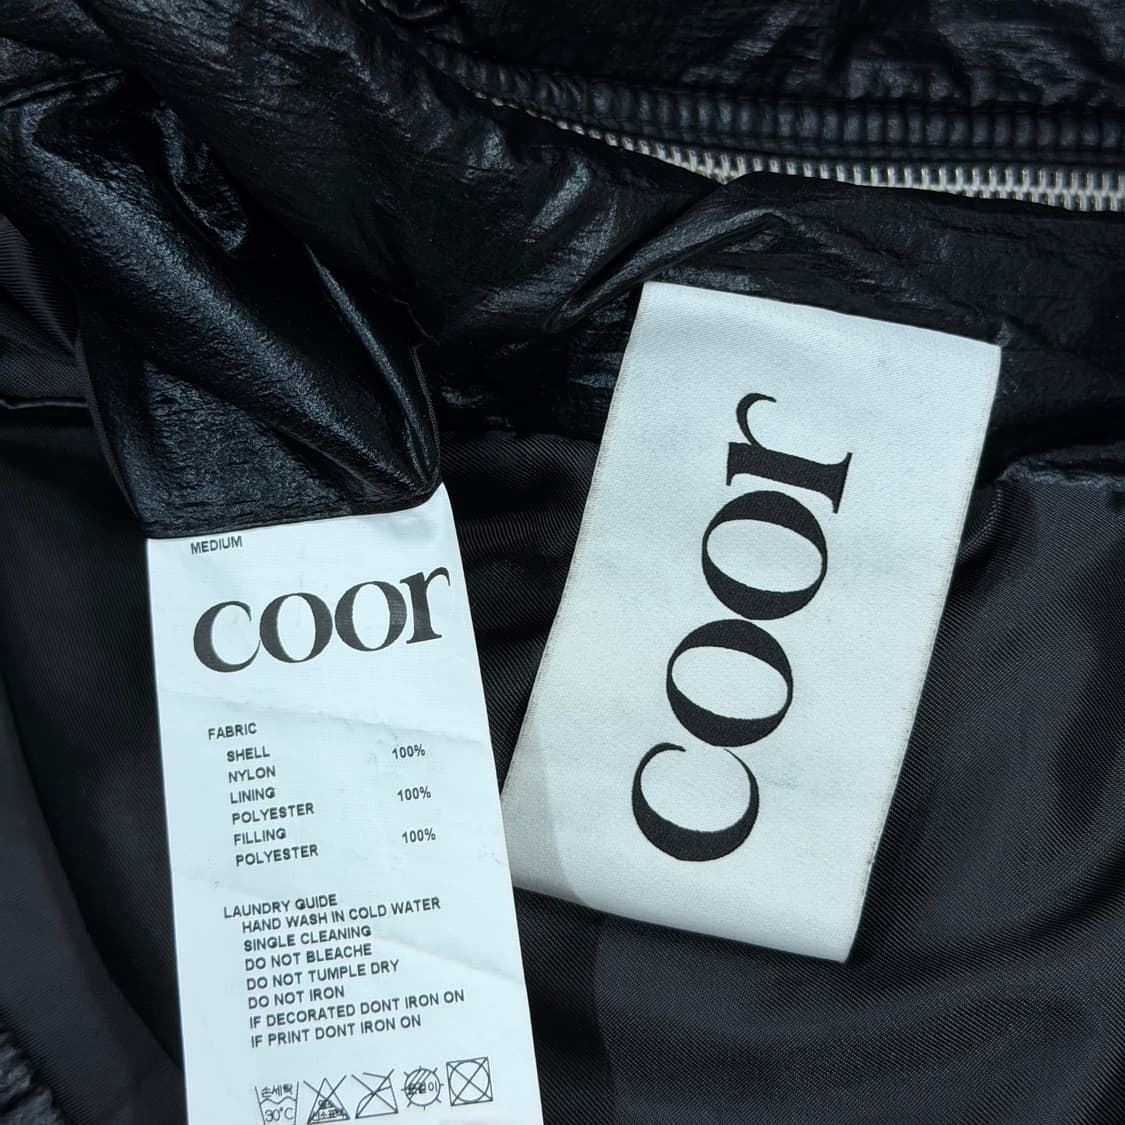 MEDIUM
coor
FABRIC
SHELL 100%
NYLON
LINING 100%
POLYESTER
FILLING 100%
POLYESTER
LAUNDRY GUIDE
HAND WASH IN COLD WATER
SINGLE CLEANING
DO NOT BLEACHE
DO NOT TUMPLE DRY
DO NOT IRON
IF DECORATED DONT IRON ON
IF PRINT DONT IRON ON
손세탁
30°C
coor